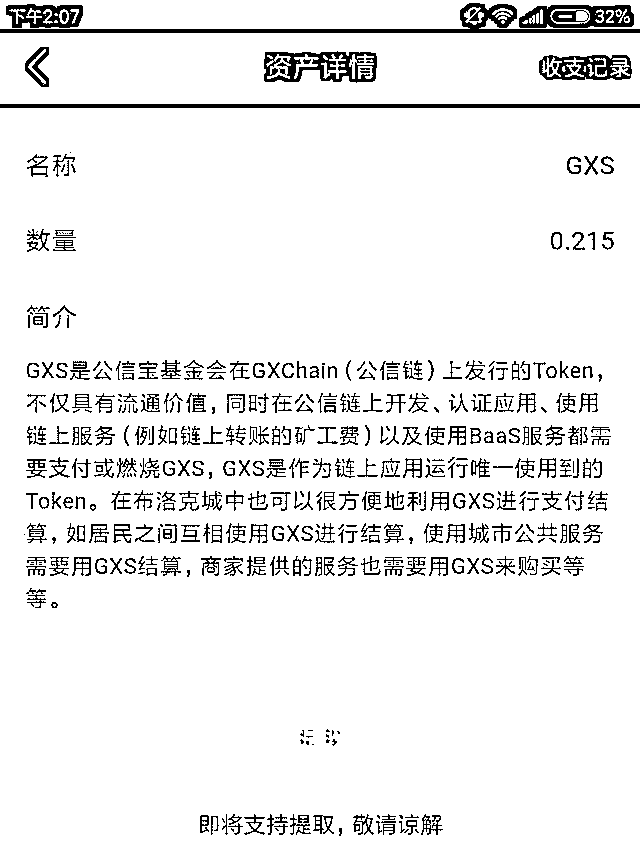 下午2:07 32%
资产详情 收支记录
名称 GXS
数量 0.215
简介
GXS是公信宝基金会在GXChain（公信链）上发行的Token，
不仅具有流通价值，同时在公信链上开发、认证应用、使用
链上服务（例如链上转账的矿工费）以及使用BaaS服务都需
要支付或燃烧GXS，GXS是作为链上应用运行唯一使用到的
Token。在布洛克城中也可以很方便地利用GXS进行支付结
算，如居民之间互相使用GXS进行结算，使用城市公共服务
需要用GXS结算，商家提供的服务也需要用GXS来购买等
等。
即将支持提取，敬请谅解